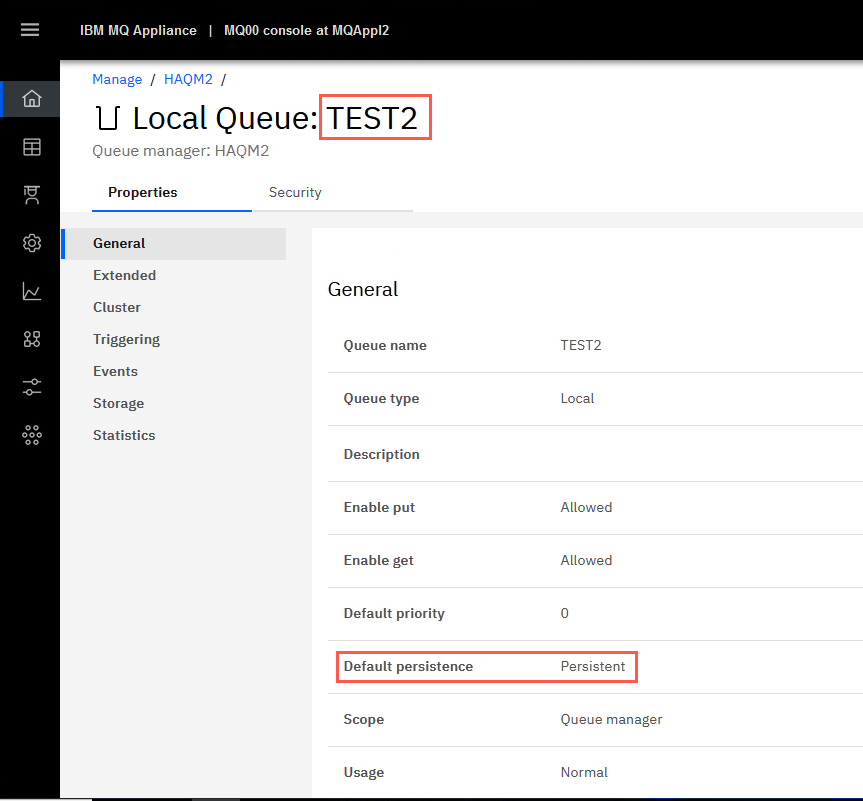 IBM MQ Appliance | MQ00 console at MQAppl2
Manage / HAQM2 /
Local Queue: TEST2
Queue manager: HAQM2
Properties Security
General
Extended
Cluster
Triggering
Events
Storage
Statistics
General
Queue name TEST2
Queue type Local
Description
Enable put Allowed
Enable get Allowed
Default priority 0
Default persistence Persistent
Scope Queue manager
Usage Normal